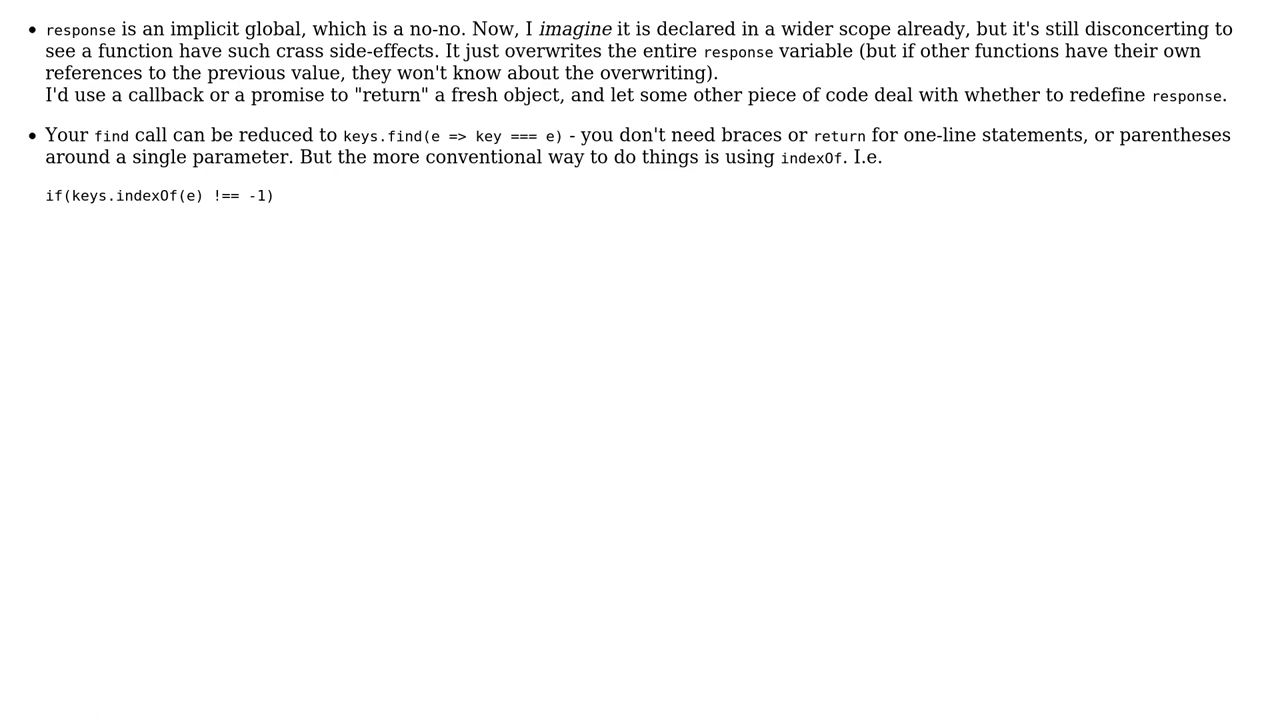 response is an implicit global, which is a no-no. Now, I imagine it is declared in a wider scope already, but it's still disconcerting to
see a function have such crass side-effects. It just overwrites the entire response variable (but if other functions have their own
references to the previous value, they won't know about the overwriting).
I'd use a callback or a promise to "return" a fresh object, and let some other piece of code deal with whether to redefine response.
Your find call can be reduced to keys.find(e => key === e) - you don't need braces or return for one-line statements, or parentheses
around a single parameter. But the more conventional way to do things is using indexOf. I.e.
if(keys.indexOf(e) !== -1)